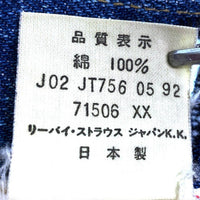 品質表示
綿 100%
J02 JT756 05 92
71506 XX
リーバイ・ストラウス ジャパンK.K.
日本製